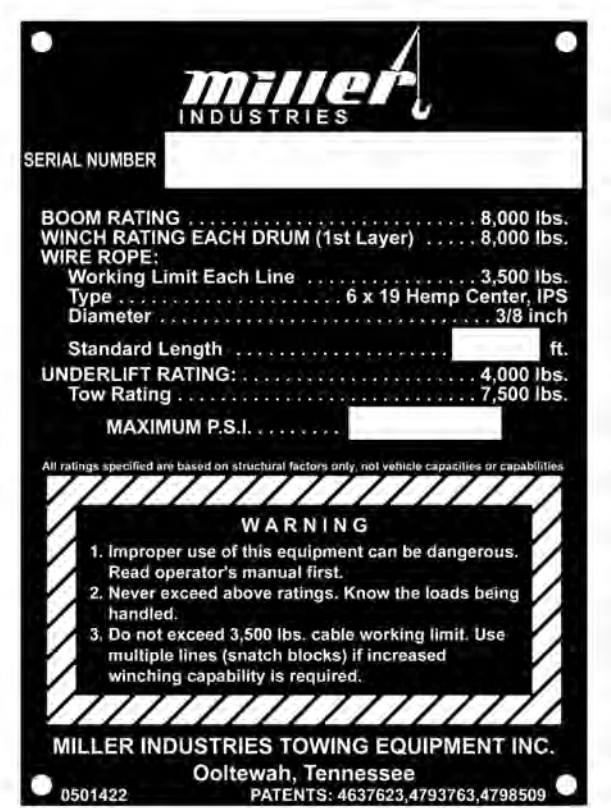 miller
INDUSTRIES
SERIAL NUMBER
BOOM RATING . . . . . . . . . . . . . . . . . . . . . . . . . . . 8,000 lbs.
WINCH RATING EACH DRUM (1st Layer) . . . . . 8,000 lbs.
WIRE ROPE:
Working Limit Each Line . . . . . . . . . . . . . . . . 3,500 lbs.
Type . . . . . . . . . . . . . . . . . . . . . 6 x 19 Hemp Center, IPS
Diameter . . . . . . . . . . . . . . . . . . . . . . . . . . . . . . . 3/8 inch
Standard Length . . . . . . . . . . . . . . . . . . . . ft.
UNDERLIFT RATING: . . . . . . . . . . . . . . . . . . . . . . 4,000 lbs.
Tow Rating . . . . . . . . . . . . . . . . . . . . . . . . . . . . . 7,500 lbs.
MAXIMUM P.S.I. . . . . . . . .
All ratings specified are based on structural factors only, not vehicle capacities or capabilities
WARNING
1. Improper use of this equipment can be dangerous.
Read operator's manual first.
2. Never exceed above ratings. Know the loads being
handled.
3. Do not exceed 3,500 lbs. cable working limit. Use
multiple lines (snatch blocks) if increased
winching capability is required.
MILLER INDUSTRIES TOWING EQUIPMENT INC.
Ooltewah, Tennessee
0501422 PATENTS: 4637623,4793763,4798509